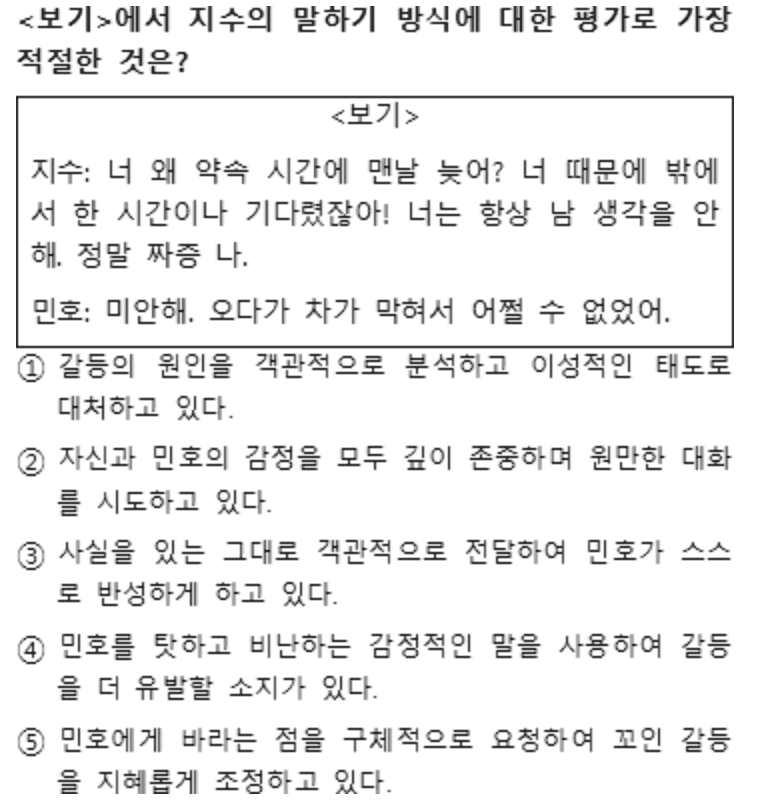 <보기>에서 지수의 말하기 방식에 대한 평가로 가장
적절한 것은?
<보기>
지수: 너 왜 약속 시간에 맨날 늦어? 너 때문에 밖에
서 한 시간이나 기다렸잖아! 너는 항상 남 생각을 안
해. 정말 짜증 나.
민호: 미안해. 오다가 차가 막혀서 어쩔 수 없었어.
① 갈등의 원인을 객관적으로 분석하고 이성적인 태도로
대처하고 있다.
② 자신과 민호의 감정을 모두 깊이 존중하며 원만한 대화
를 시도하고 있다.
③ 사실을 있는 그대로 객관적으로 전달하여 민호가 스스
로 반성하게 하고 있다.
④ 민호를 탓하고 비난하는 감정적인 말을 사용하여 갈등
을 더 유발할 소지가 있다.
⑤ 민호에게 바라는 점을 구체적으로 요청하여 꼬인 갈등
을 지혜롭게 조정하고 있다.